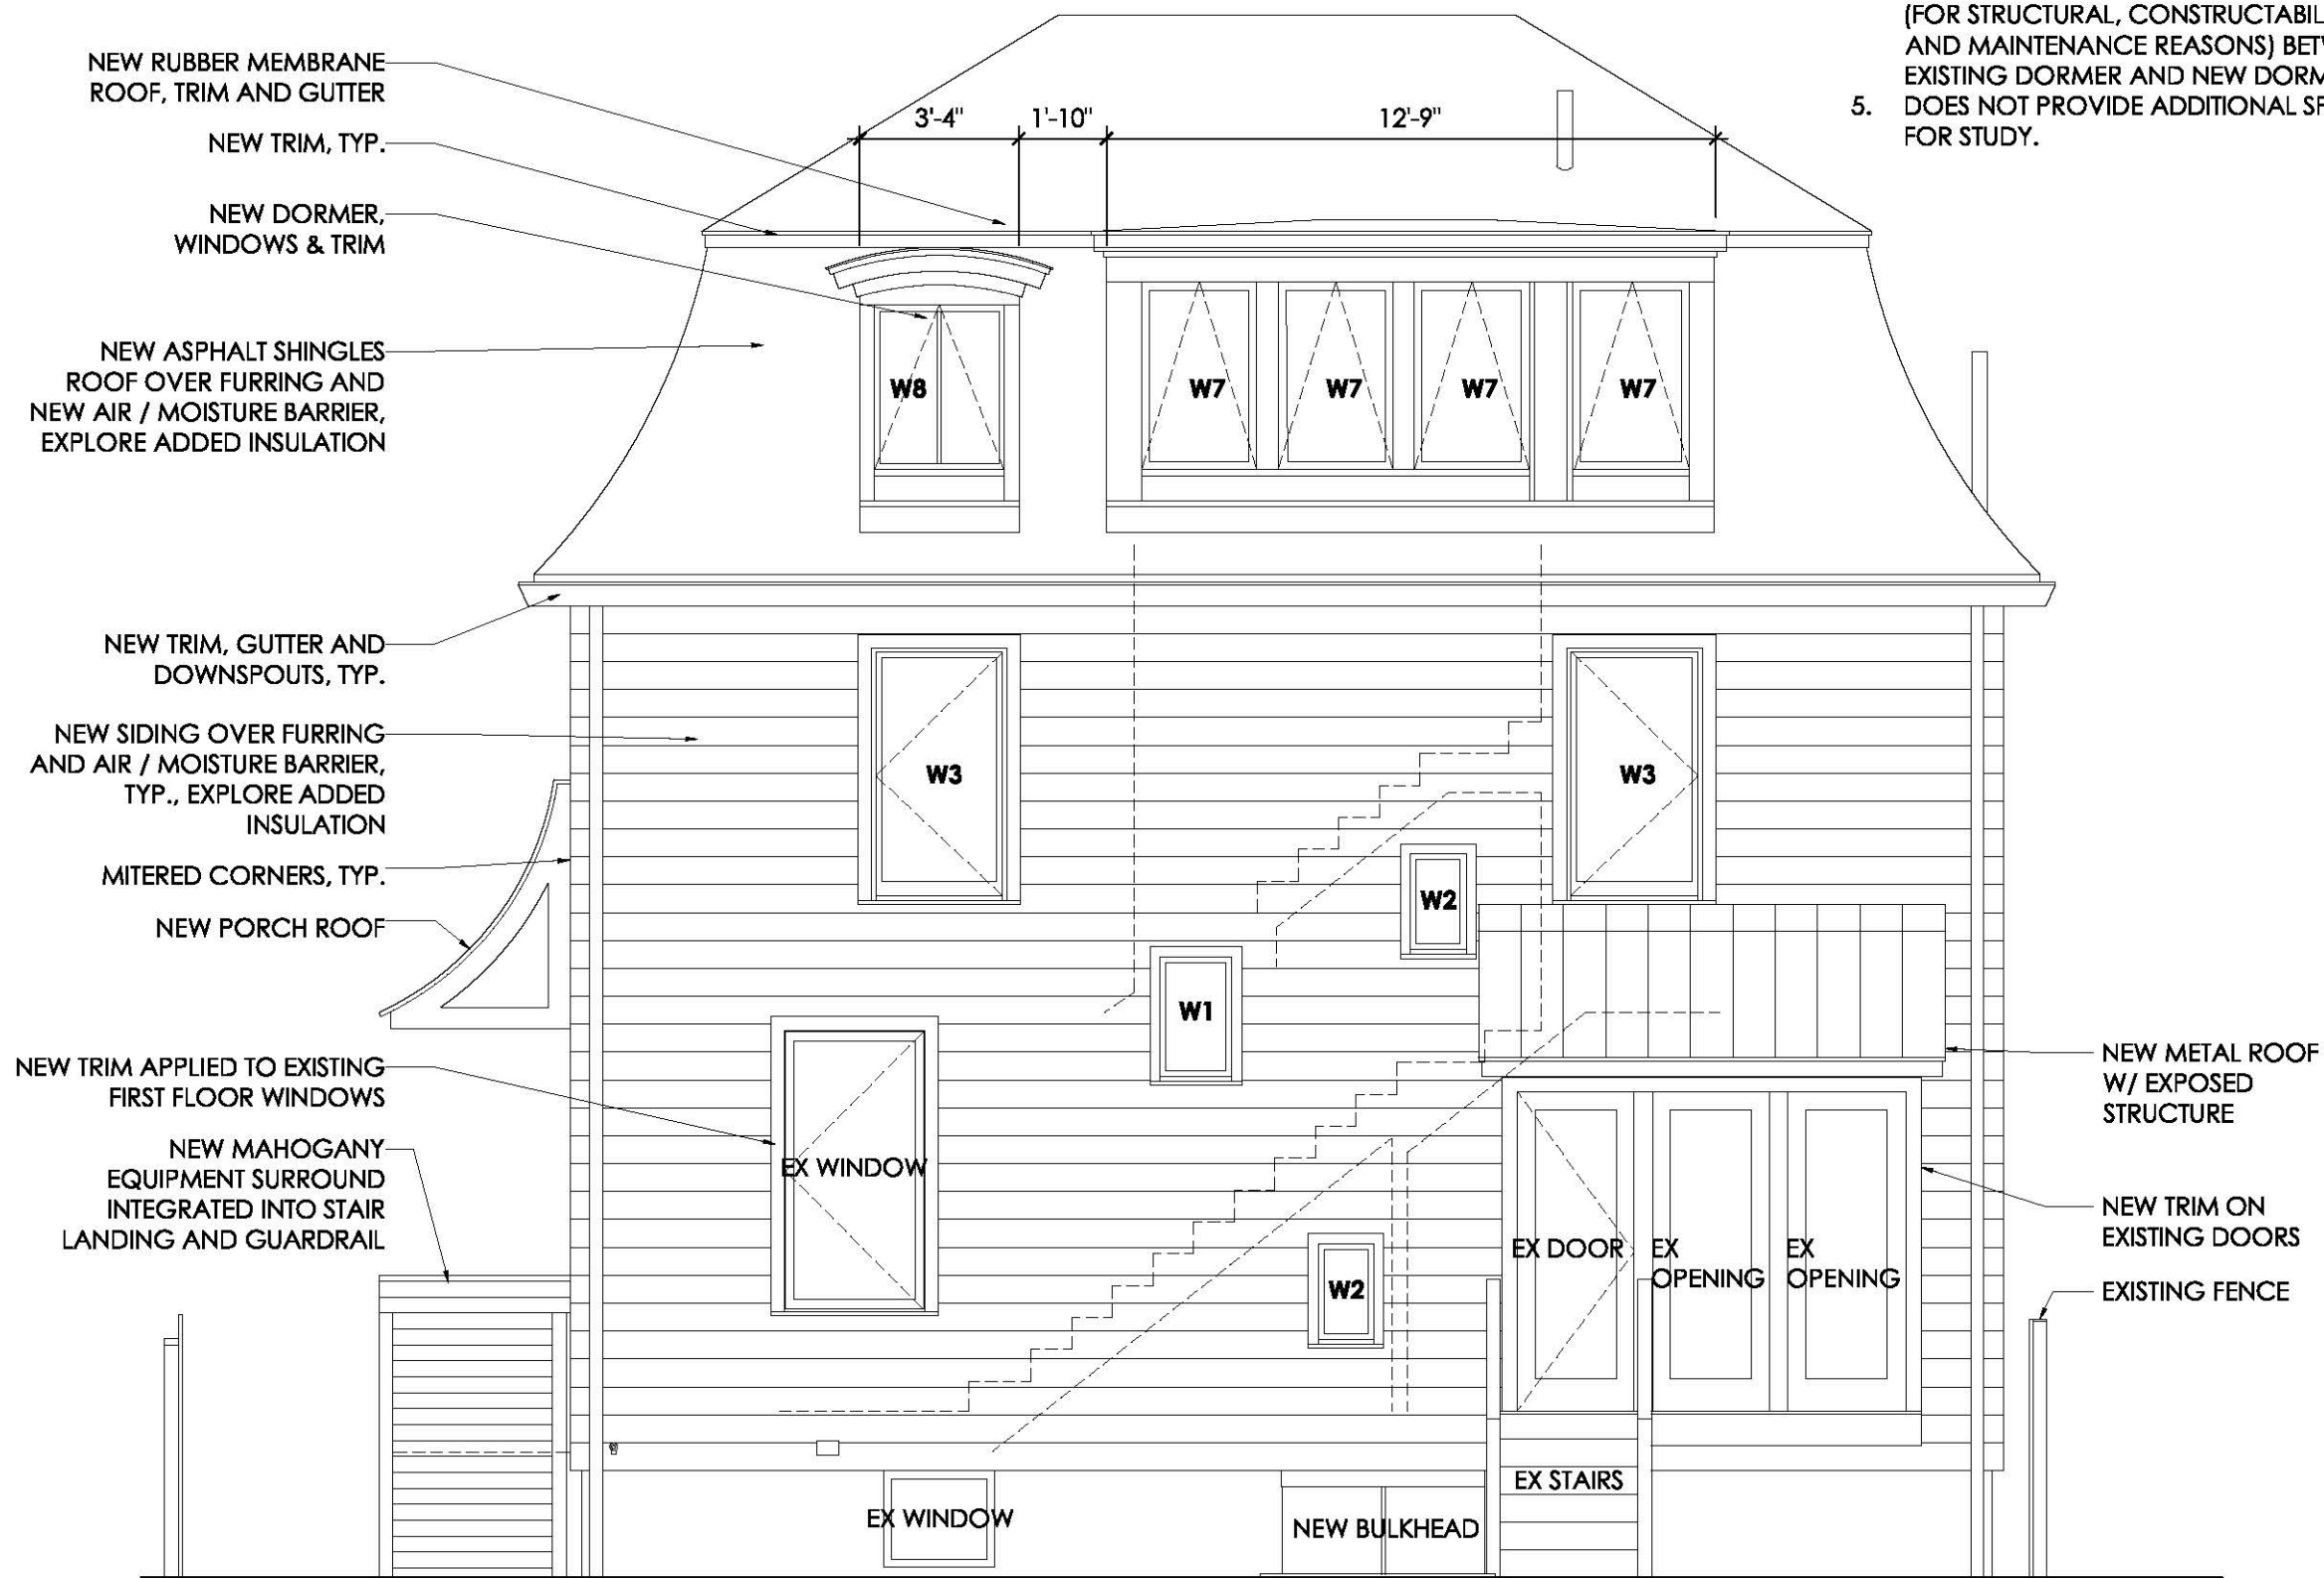 (FOR STRUCTURAL, CONSTRUCTABIL
AND MAINTENANCE REASONS)
EXISTING DORMER AND NEW
5. DOES NOT PROVIDE ADDITIONAL
FOR STUDY.
NEW RUBBER MEMBRANE
ROOF, TRIM AND GUTTER
NEW TRIM, TYP.
NEW DORMER,
WINDOWS & TRIM
NEW ASPHALT SHINGLES
ROOF OVER FURRING AND
NEW AIR / MOISTURE BARRIER,
EXPLORE ADDED INSULATION
NEW TRIM, GUTTER AND
DOWNSPOUTS, TYP.
NEW SIDING OVER FURRING
AND AIR / MOISTURE BARRIER,
TYP., EXPLORE ADDED
INSULATION
MITERED CORNERS, TYP.
NEW PORCH ROOF
NEW TRIM APPLIED TO EXISTING
FIRST FLOOR WINDOWS
NEW MAHOGANY
EQUIPMENT SURROUND
INTEGRATED INTO STAIR
LANDING AND GUARDRAIL
3'-4" 1'-10" 12'-9"
W8 W7 W7 W7 W7
W3 W3
W2
W1
EX WINDOW
W2
EX DOOR
EX
OPENING
EX
OPENING
EX STAIRS
EX WINDOW
NEW BULKHEAD
NEW METAL ROOF
W/ EXPOSED
STRUCTURE
NEW TRIM ON
EXISTING DOORS
EXISTING FENCE